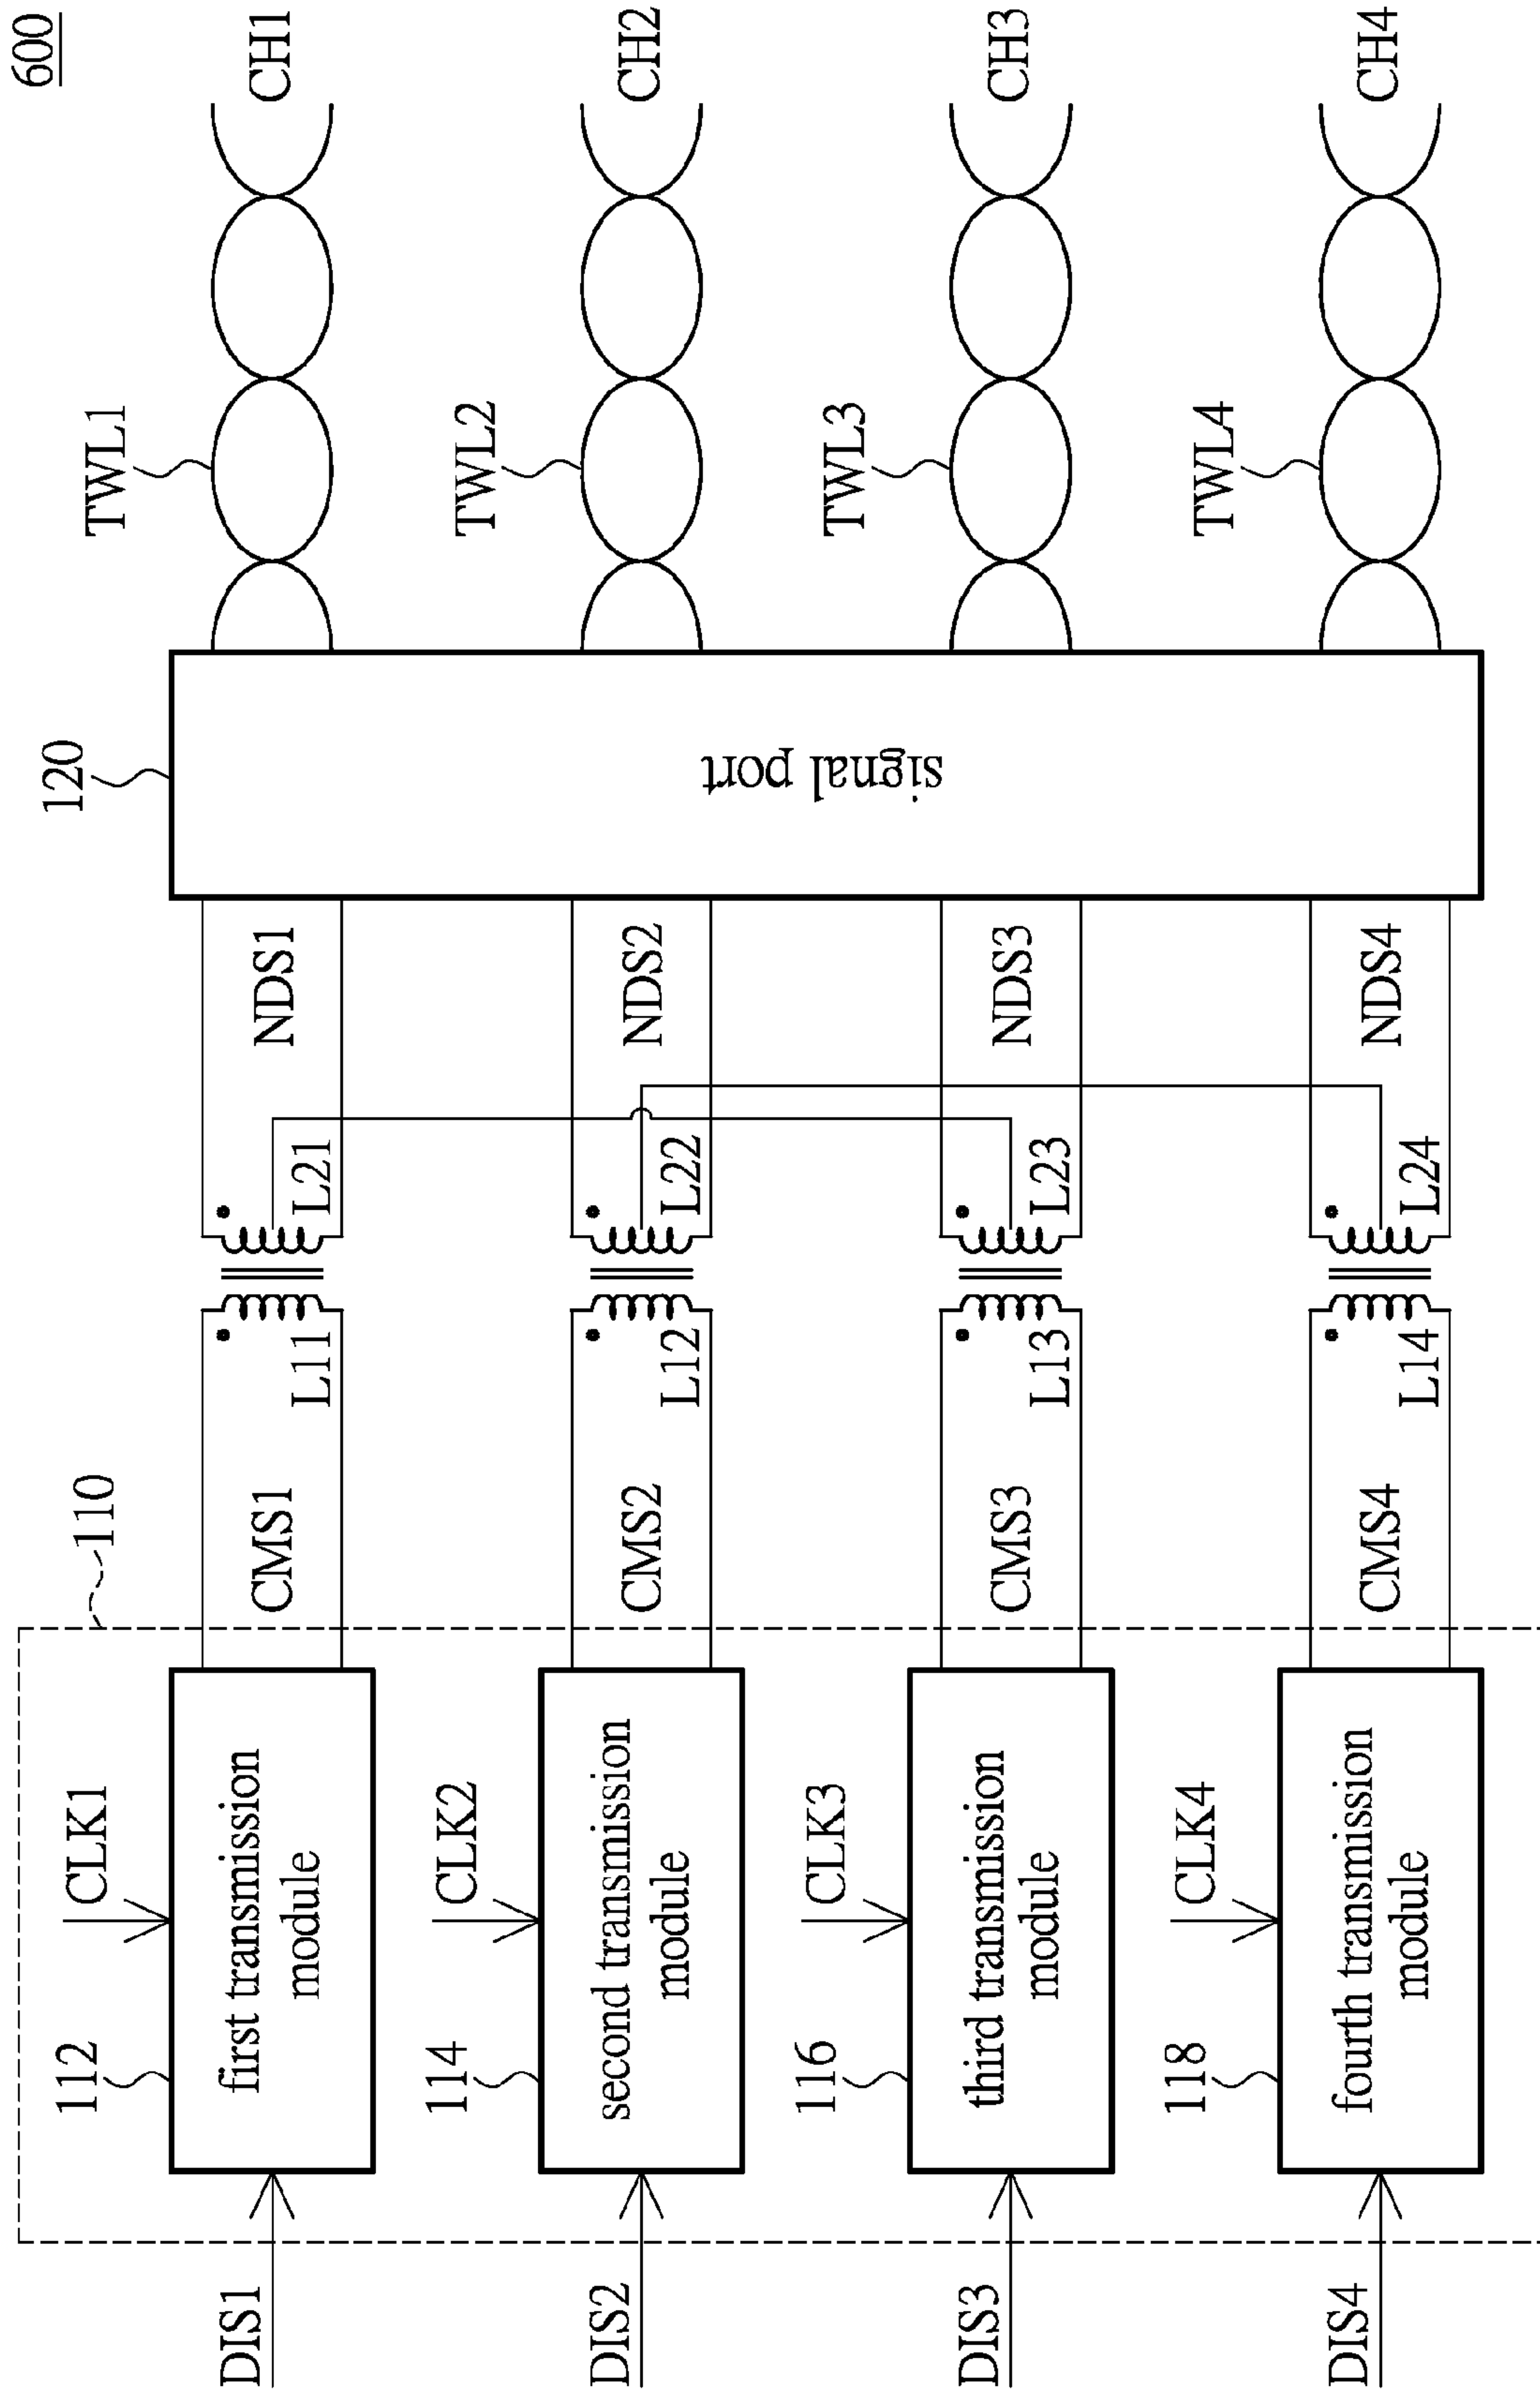 600
110
CLK1
112
first transmission
module
DIS1
CMS1
L11
L21
NDS1
120
signal port
TWL1
CH1
CLK2
114
second transmission
module
DIS2
CMS2
L12
L22
NDS2
TWL2
CH2
CLK3
116
third transmission
module
DIS3
CMS3
L13
L23
NDS3
TWL3
CH3
CLK4
118
fourth transmission
module
DIS4
CMS4
L14
L24
NDS4
TWL4
CH4